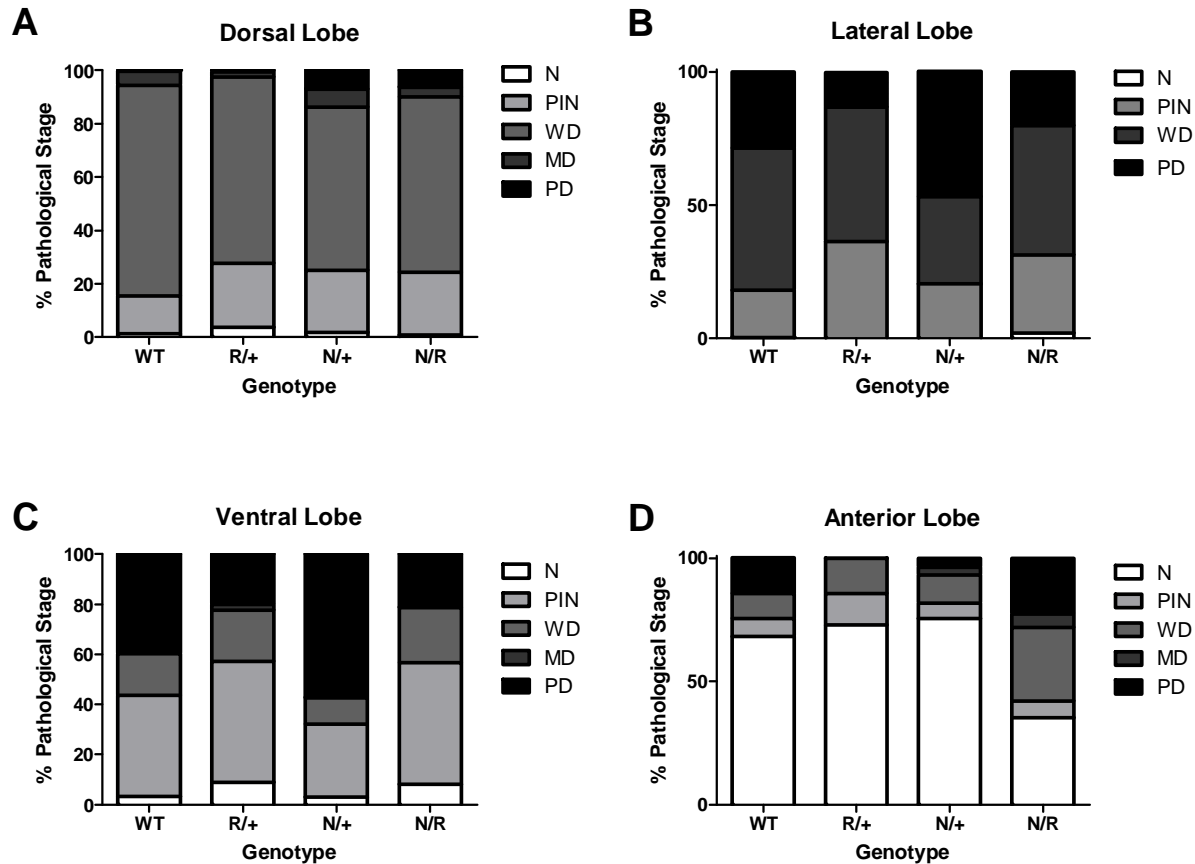 A
Dorsal Lobe
% Pathological Stage
100
80
60
40
20
0
WT R/+ N/+ N/R
Genotype
N
PIN
WD
MD
PD
B
Lateral Lobe
% Pathological Stage
100
50
0
WT R/+ N/+ N/R
Genotype
N
PIN
WD
PD
C
Ventral Lobe
% Pathological Stage
100
80
60
40
20
0
WT R/+ N/+ N/R
Genotype
N
PIN
WD
MD
PD
D
Anterior Lobe
% Pathological Stage
100
50
0
WT R/+ N/+ N/R
Genotype
N
PIN
WD
MD
PD